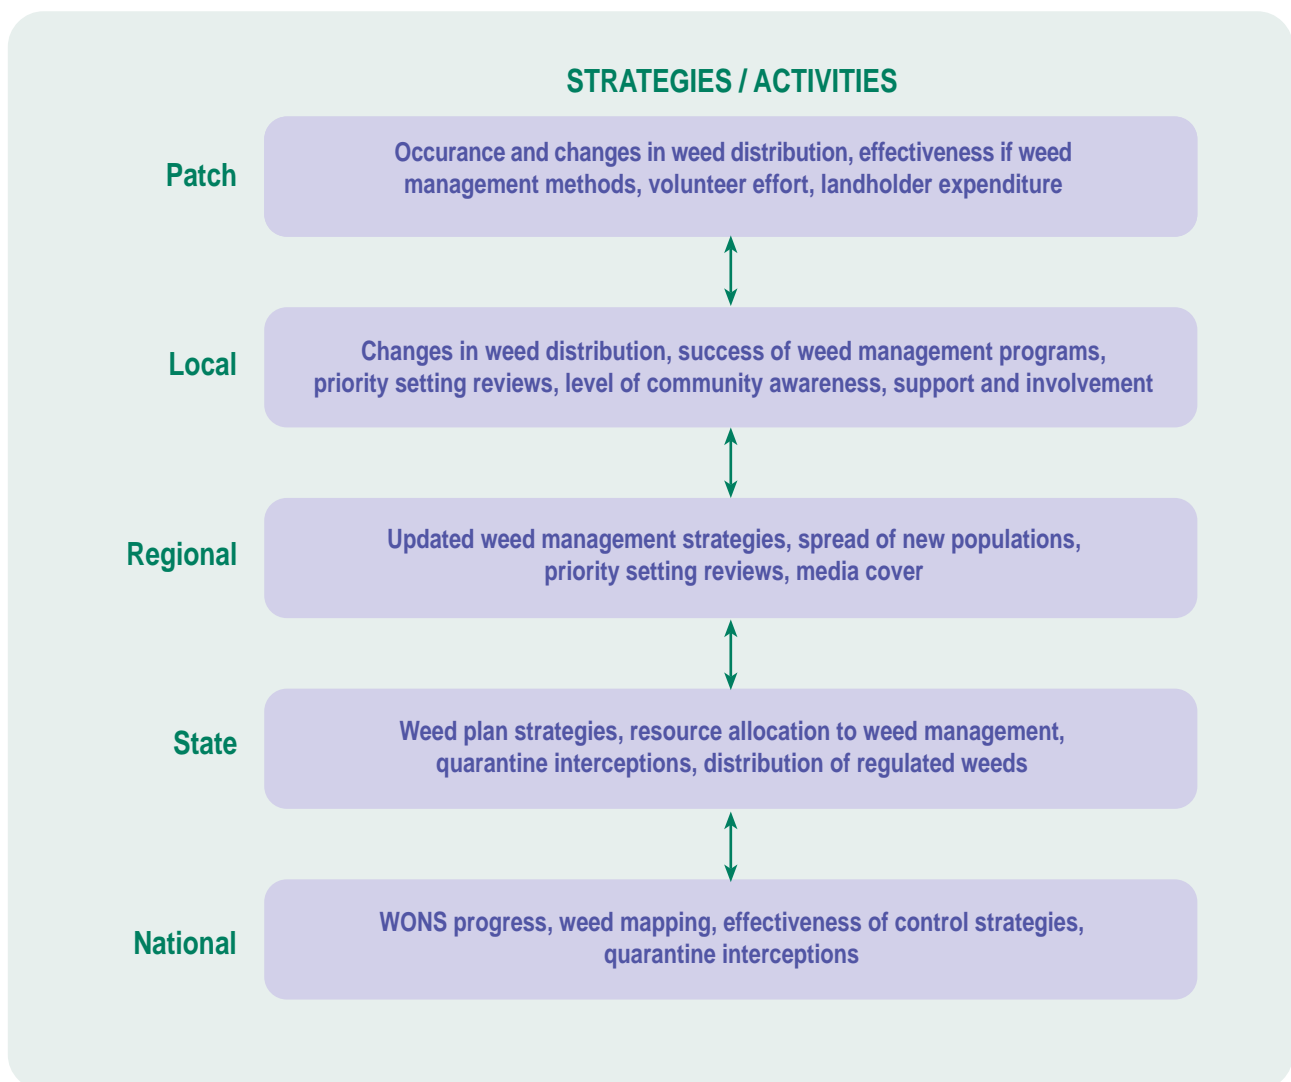 STRATEGIES / ACTIVITIES
Patch
Occurance and changes in weed distribution, effectiveness if weed
management methods, volunteer effort, landholder expenditure
Local
Changes in weed distribution, success of weed management programs,
priority setting reviews, level of community awareness, support and involvement
Regional
Updated weed management strategies, spread of new populations,
priority setting reviews, media cover
State
Weed plan strategies, resource allocation to weed management,
quarantine interceptions, distribution of regulated weeds
National
WONS progress, weed mapping, effectiveness of control strategies,
quarantine interceptions